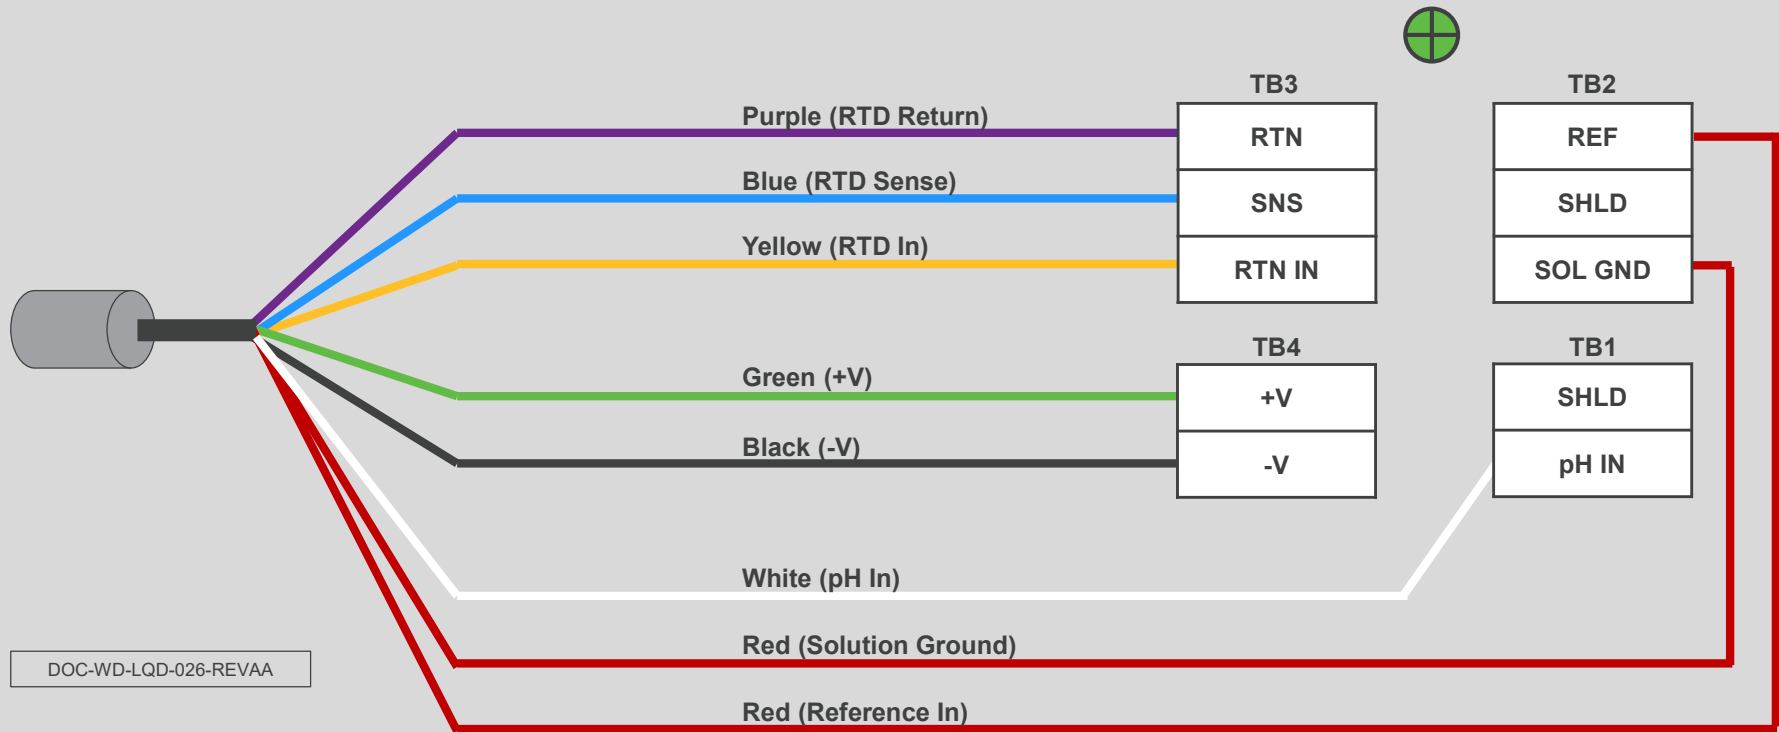 TB3
TB2
Purple (RTD Return)
RTN
REF
Blue (RTD Sense)
SNS
SHLD
Yellow (RTD In)
RTN IN
SOL GND
TB4
TB1
Green (+V)
+V
SHLD
Black (-V)
-V
pH IN
White (pH In)
Red (Solution Ground)
DOC-WD-LQD-026-REVAA
Red (Reference In)